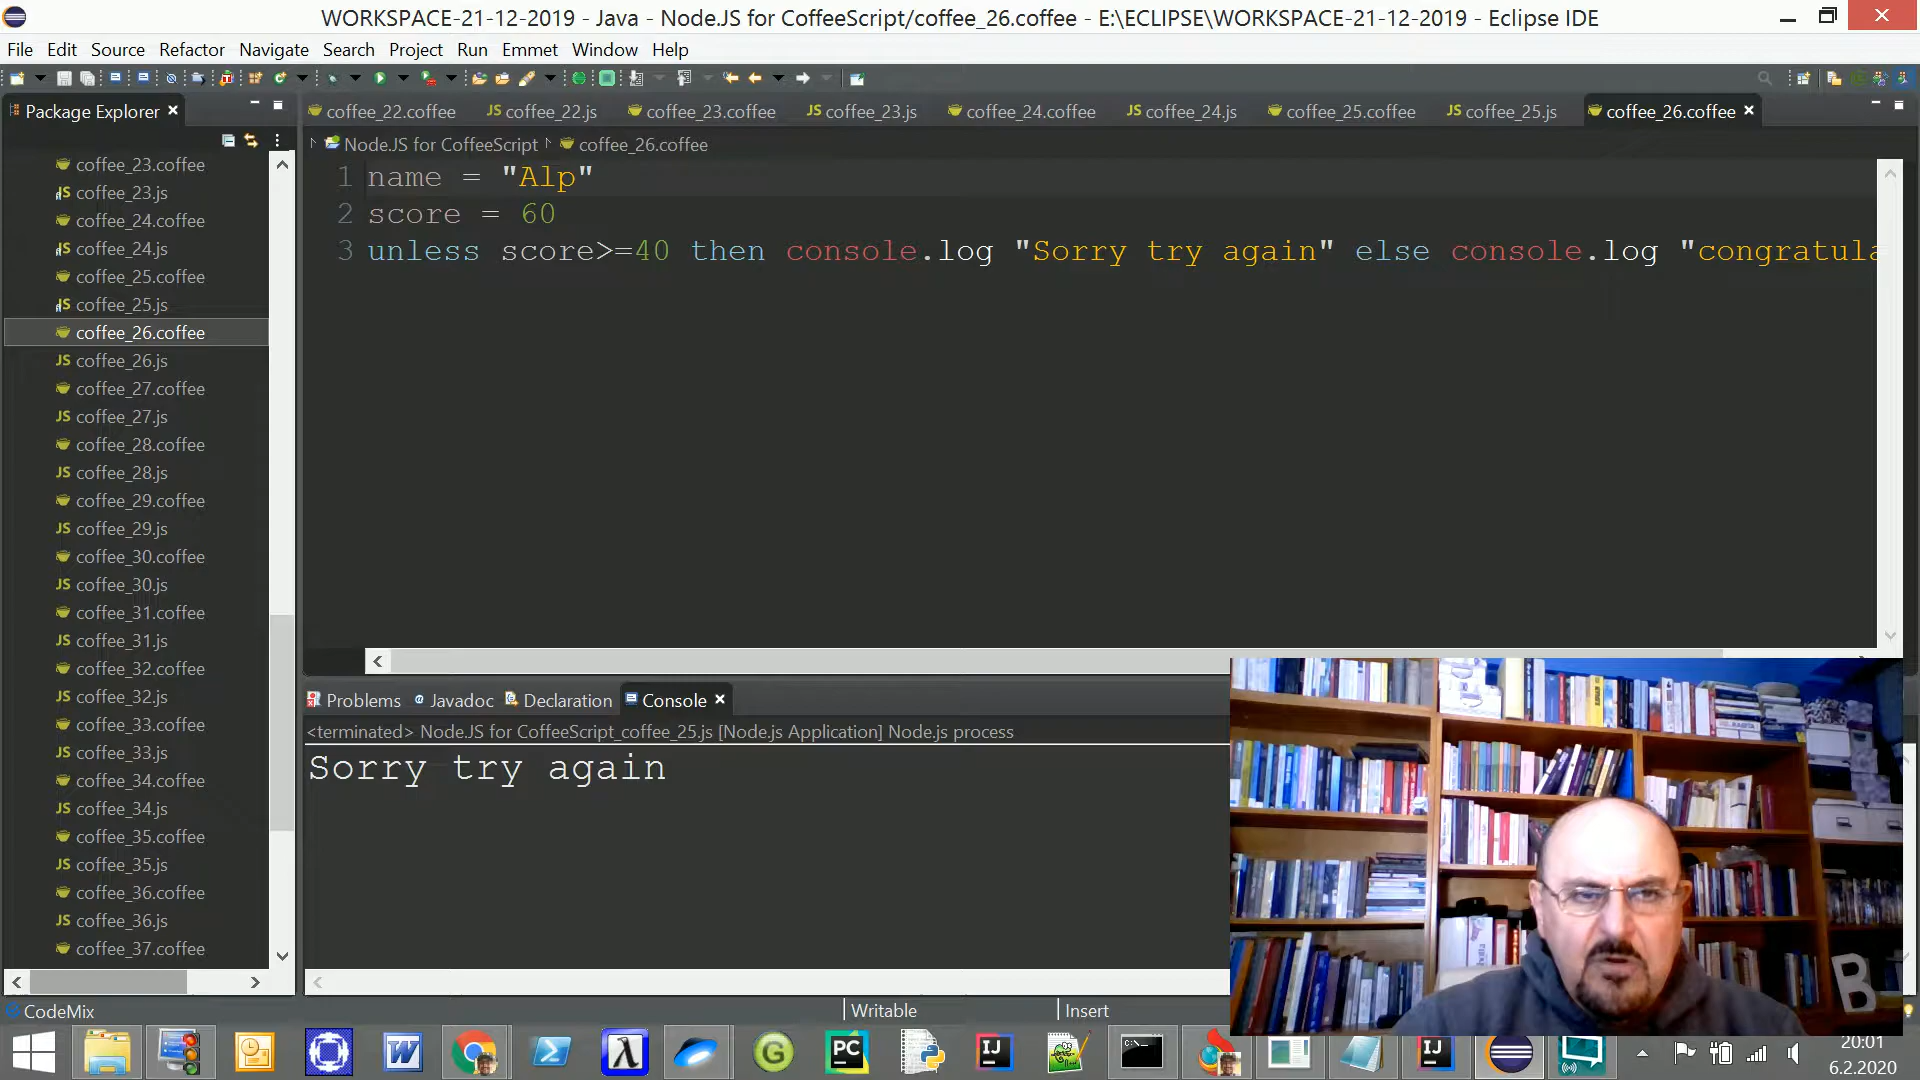 WORKSPACE-21-12-2019 - Java - Node.JS for CoffeeScript/coffee_26.coffee - E:\ECLIPSE\WORKSPACE-21-12-2019 - Eclipse IDE
File Edit Source Refactor Navigate Search Project Run Emmet Window Help
Package Explorer
coffee_22.coffee coffee_22.js coffee_23.coffee coffee_23.js coffee_24.coffee coffee_24.js coffee_25.coffee coffee_25.js coffee_26.coffee
Node.JS for CoffeeScript coffee_26.coffee
coffee_23.coffee
coffee_23.js
coffee_24.coffee
coffee_24.js
coffee_25.coffee
coffee_25.js
coffee_26.coffee
coffee_26.js
coffee_27.coffee
coffee_27.js
coffee_28.coffee
coffee_28.js
coffee_29.coffee
coffee_29.js
coffee_30.coffee
coffee_30.js
coffee_31.coffee
coffee_31.js
coffee_32.coffee
coffee_32.js
coffee_33.coffee
coffee_33.js
coffee_34.coffee
coffee_34.js
coffee_35.coffee
coffee_35.js
coffee_36.coffee
coffee_36.js
coffee_37.coffee
1 name = "Alp"
2 score = 60
3 unless score>=40 then console.log "Sorry try again" else console.log "congratula
Problems Javadoc Declaration Console
<terminated> Node.JS for CoffeeScript_coffee_25.js [Node.js Application] Node.js process
Sorry try again
CodeMix
Writable
Insert
20:01
6.2.2020